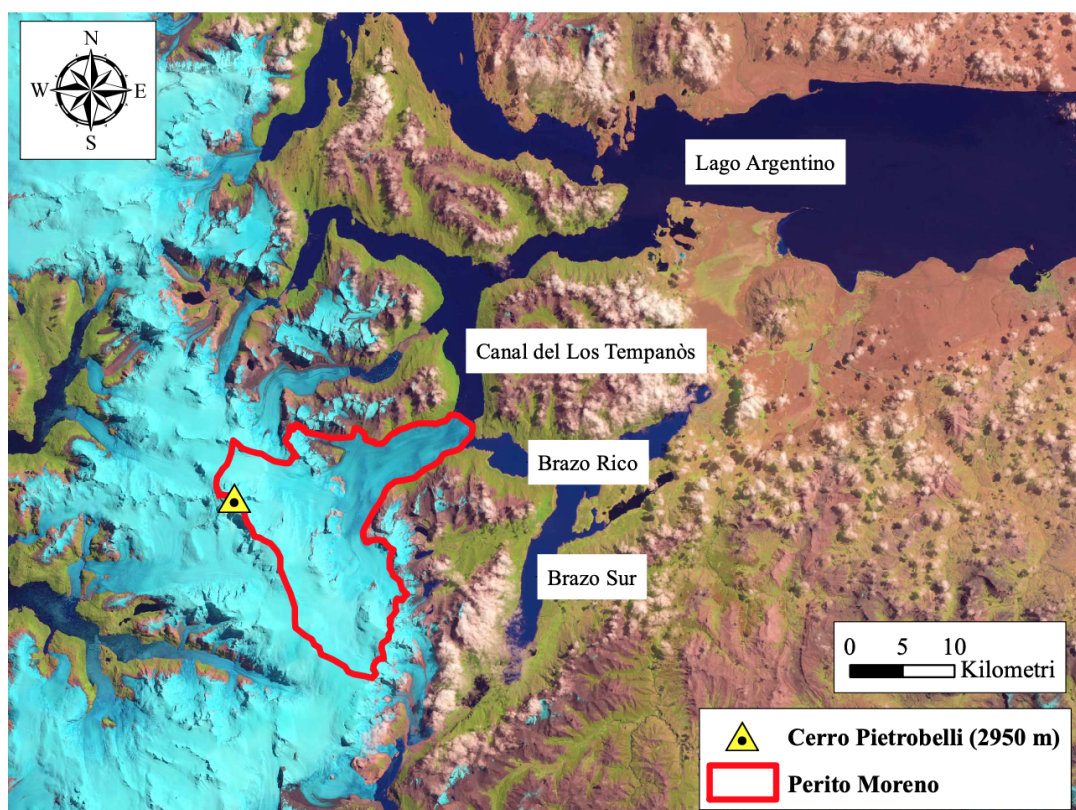 N
W E
S
Lago Argentino
Canal del Los Tempanòs
Brazo Rico
Brazo Sur
0 5 10
Kilometri
Cerro Pietrobelli (2950 m)
Perito Moreno